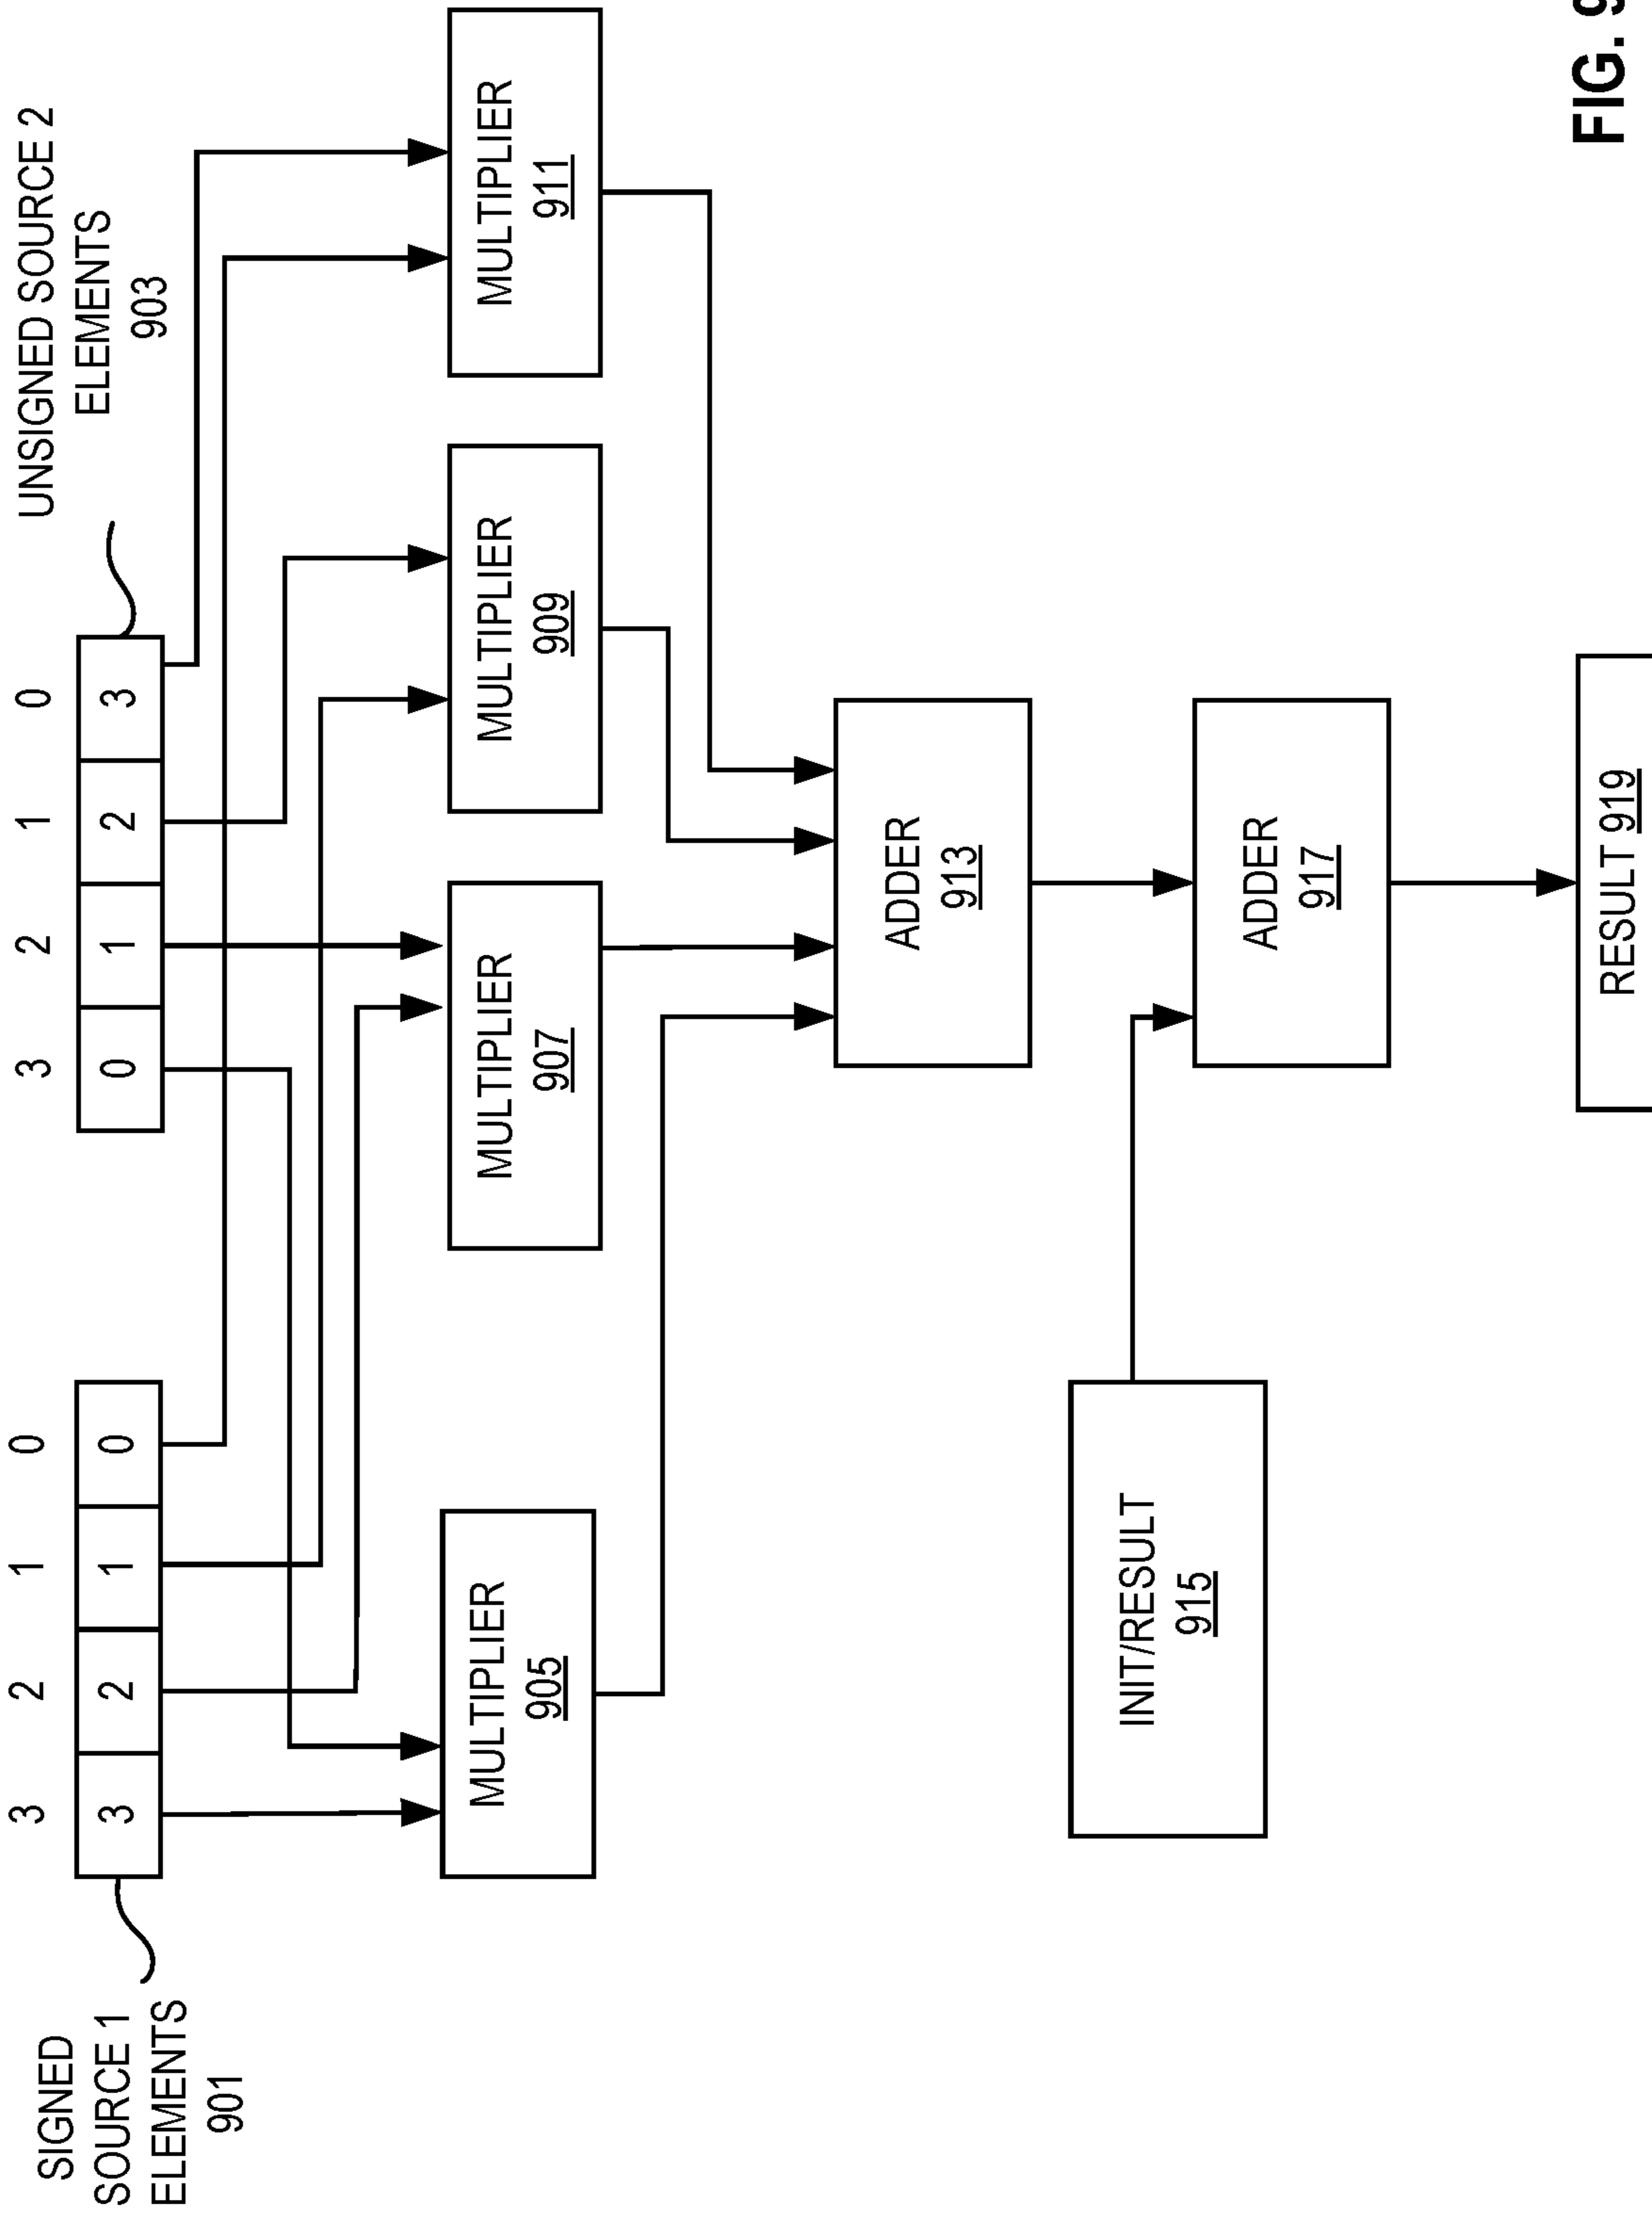 UNSIGNED SOURCE 2
ELEMENTS
903
SIGNED
SOURCE 1
ELEMENTS
901
3 2 1 0
3 2 1 0
3 2 1 0
0 1 2 3
MULTIPLIER
905
MULTIPLIER
907
MULTIPLIER
909
MULTIPLIER
911
ADDER
913
INIT/RESULT
915
ADDER
917
RESULT 919
FIG. 9